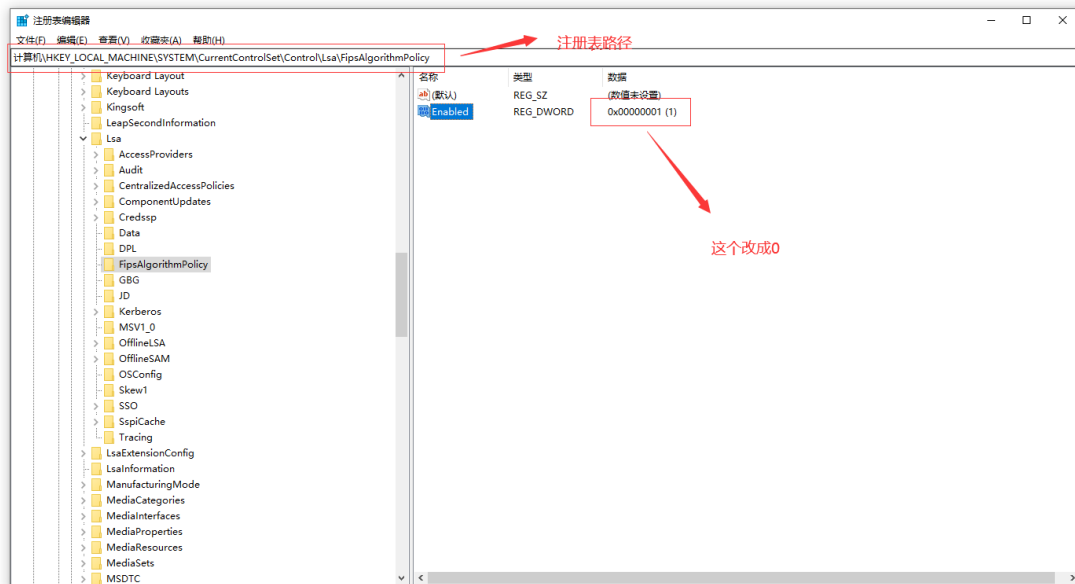 注册表编辑器
文件(F) 编辑(E) 查看(V) 收藏夹(A) 帮助(H)
注册表路径
计算机\HKEY_LOCAL_MACHINE\SYSTEM\CurrentControlSet\Control\Lsa\FipsAlgorithmPolicy
Keyboard Layout
Keyboard Layouts
Kingsoft
LeapSecondInformation
Lsa
AccessProviders
Audit
CentralizedAccessPolicies
ComponentUpdates
Credssp
Data
DPL
FipsAlgorithmPolicy
GBG
JD
Kerberos
MSV1_0
OfflineLSA
OfflineSAM
OSConfig
Skew1
SSO
SspiCache
Tracing
LsaExtensionConfig
LsaInformation
ManufacturingMode
MediaCategories
MediaInterfaces
MediaProperties
MediaResources
MediaSets
MSDTC
名称 类型 数据
ab (默认) REG_SZ (数值未设置)
Enabled REG_DWORD 0x00000001 (1)
这个改成0